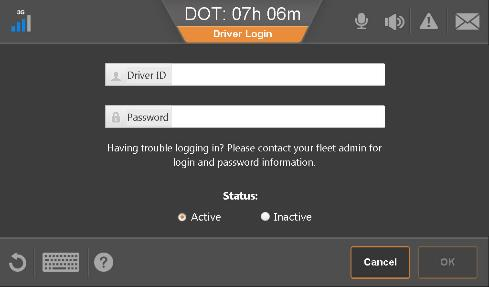 3G
DOT: 07h 06m
Driver Login
Driver ID
Password
Having trouble logging in? Please contact your fleet admin for
login and password information.
Status:
Active
Inactive
?
Cancel
OK